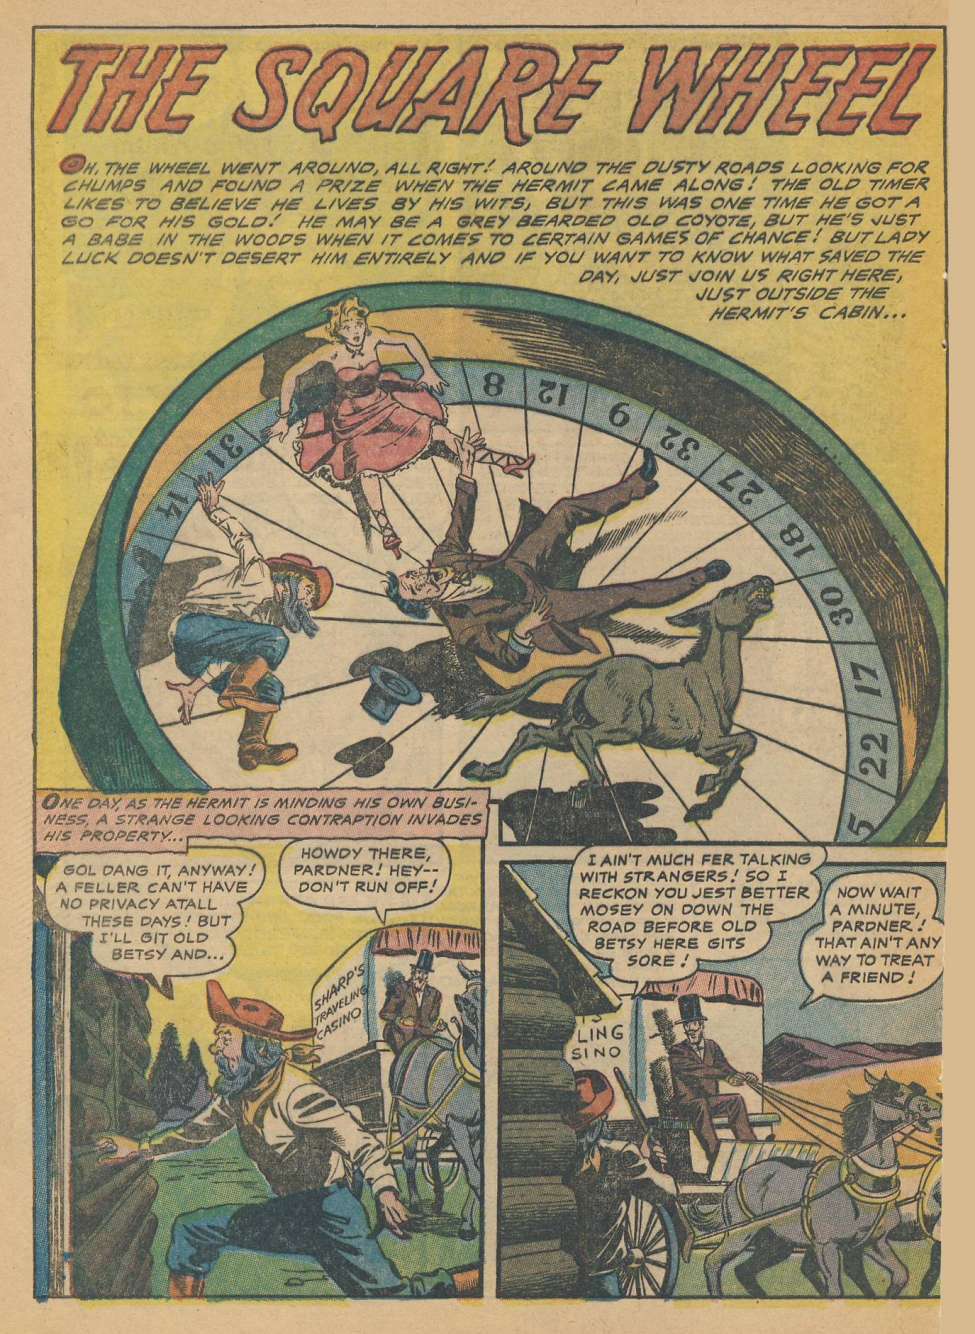 THE SQUARE WHEEL
OH, THE WHEEL WENT AROUND, ALL RIGHT! AROUND THE DUSTY ROADS LOOKING FOR
CHUMPS AND FOUND A PRIZE WHEN THE HERMIT CAME ALONG! THE OLD TIMER
LIKES TO BELIEVE HE LIVES BY HIS WITS, BUT THIS WAS ONE TIME HE GOT A
GO FOR HIS GOLD! HE MAY BE A GREY BEARDED OLD COYOTE, BUT HE'S JUST
A BABE IN THE WOODS WHEN IT COMES TO CERTAIN GAMES OF CHANCE! BUT LADY
LUCK DOESN'T DESERT HIM ENTIRELY AND IF YOU WANT TO KNOW WHAT SAVED THE
DAY, JUST JOIN US RIGHT HERE,
JUST OUTSIDE THE
HERMIT'S CABIN...
6
14
31
8
12
9
32
27
18
30
17
22
5
ONE DAY, AS THE HERMIT IS MINDING HIS OWN BUSI-
NESS, A STRANGE LOOKING CONTRAPTION INVADES
HIS PROPERTY...
GOL DANG IT, ANYWAY!
A FELLER CAN'T HAVE
NO PRIVACY ATALL
THESE DAYS! BUT
I'LL GIT OLD
BETSY AND...
HOWDY THERE,
PARDNER! HEY--
DON'T RUN OFF!
SHARP'S
TRAVELING
CASINO
I AIN'T MUCH FER TALKING
WITH STRANGERS! SO I
RECKON YOU JEST BETTER
MOSEY ON DOWN THE
ROAD BEFORE OLD
BETSY HERE GITS
SORE!
NOW WAIT
A MINUTE,
PARDNER!
THAT AIN'T ANY
WAY TO TREAT
A FRIEND!
LING
SINO